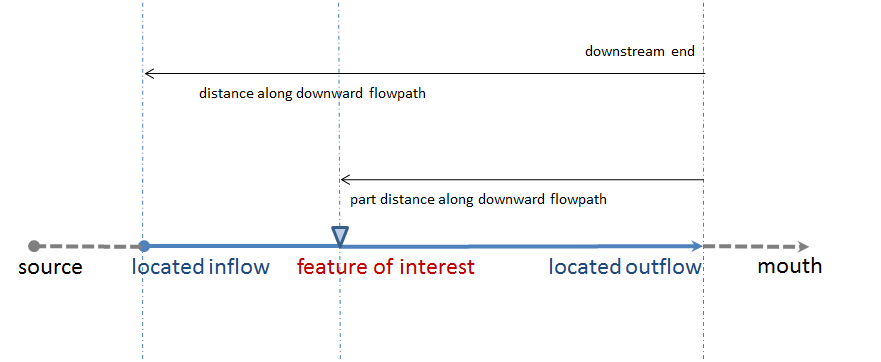 downstream end
distance along downward flowpath
part distance along downward flowpath
source
located inflow
feature of interest
located outflow
mouth